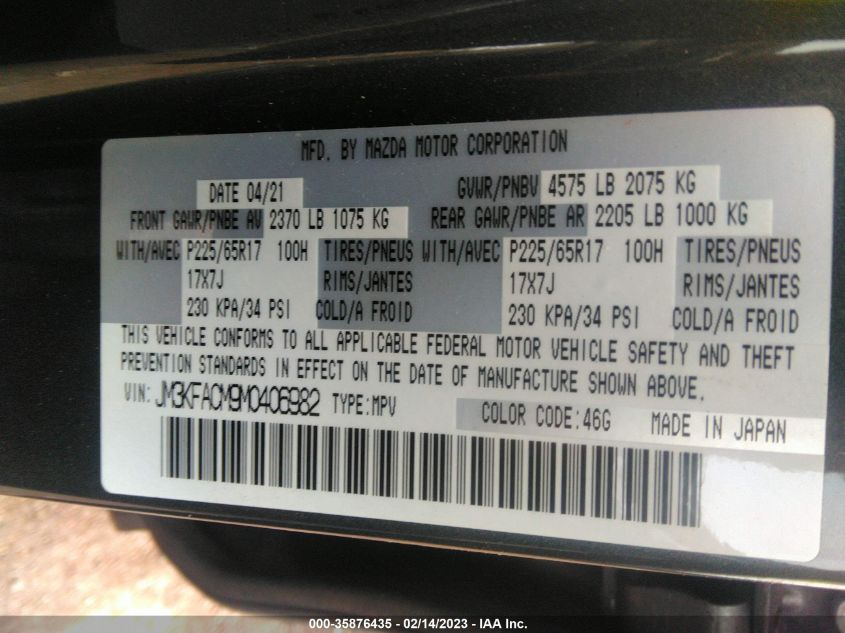 MFD. BY MAZDA MOTOR CORPORATION
DATE 04/21 GVWR/PNBV 4575 LB 2075 KG
FRONT GAWR/PNBE AV 2370 LB 1075 KG REAR GAWR/PNBE AR 2205 LB 1000 KG
WITH/AVEC P225/65R17 100H TIRES/PNEUS WITH/AVEC P225/65R17 100H TIRES/PNEUS
17X7J RIMS/JANTES 17X7J RIMS/JANTES
230 KPA/34 PSI COLD/A FROID 230 KPA/34 PSI COLD/A FROID
THIS VEHICLE CONFORMS TO ALL APPLICABLE FEDERAL MOTOR VEHICLE SAFETY AND THEFT
PREVENTION STANDARDS IN EFFECT ON THE DATE OF MANUFACTURE SHOWN ABOVE.
VIN: JM3KFACM9M0406982 TYPE:MPV COLOR CODE:46G MADE IN JAPAN
000-35876435 - 02/14/2023 - IAA Inc.